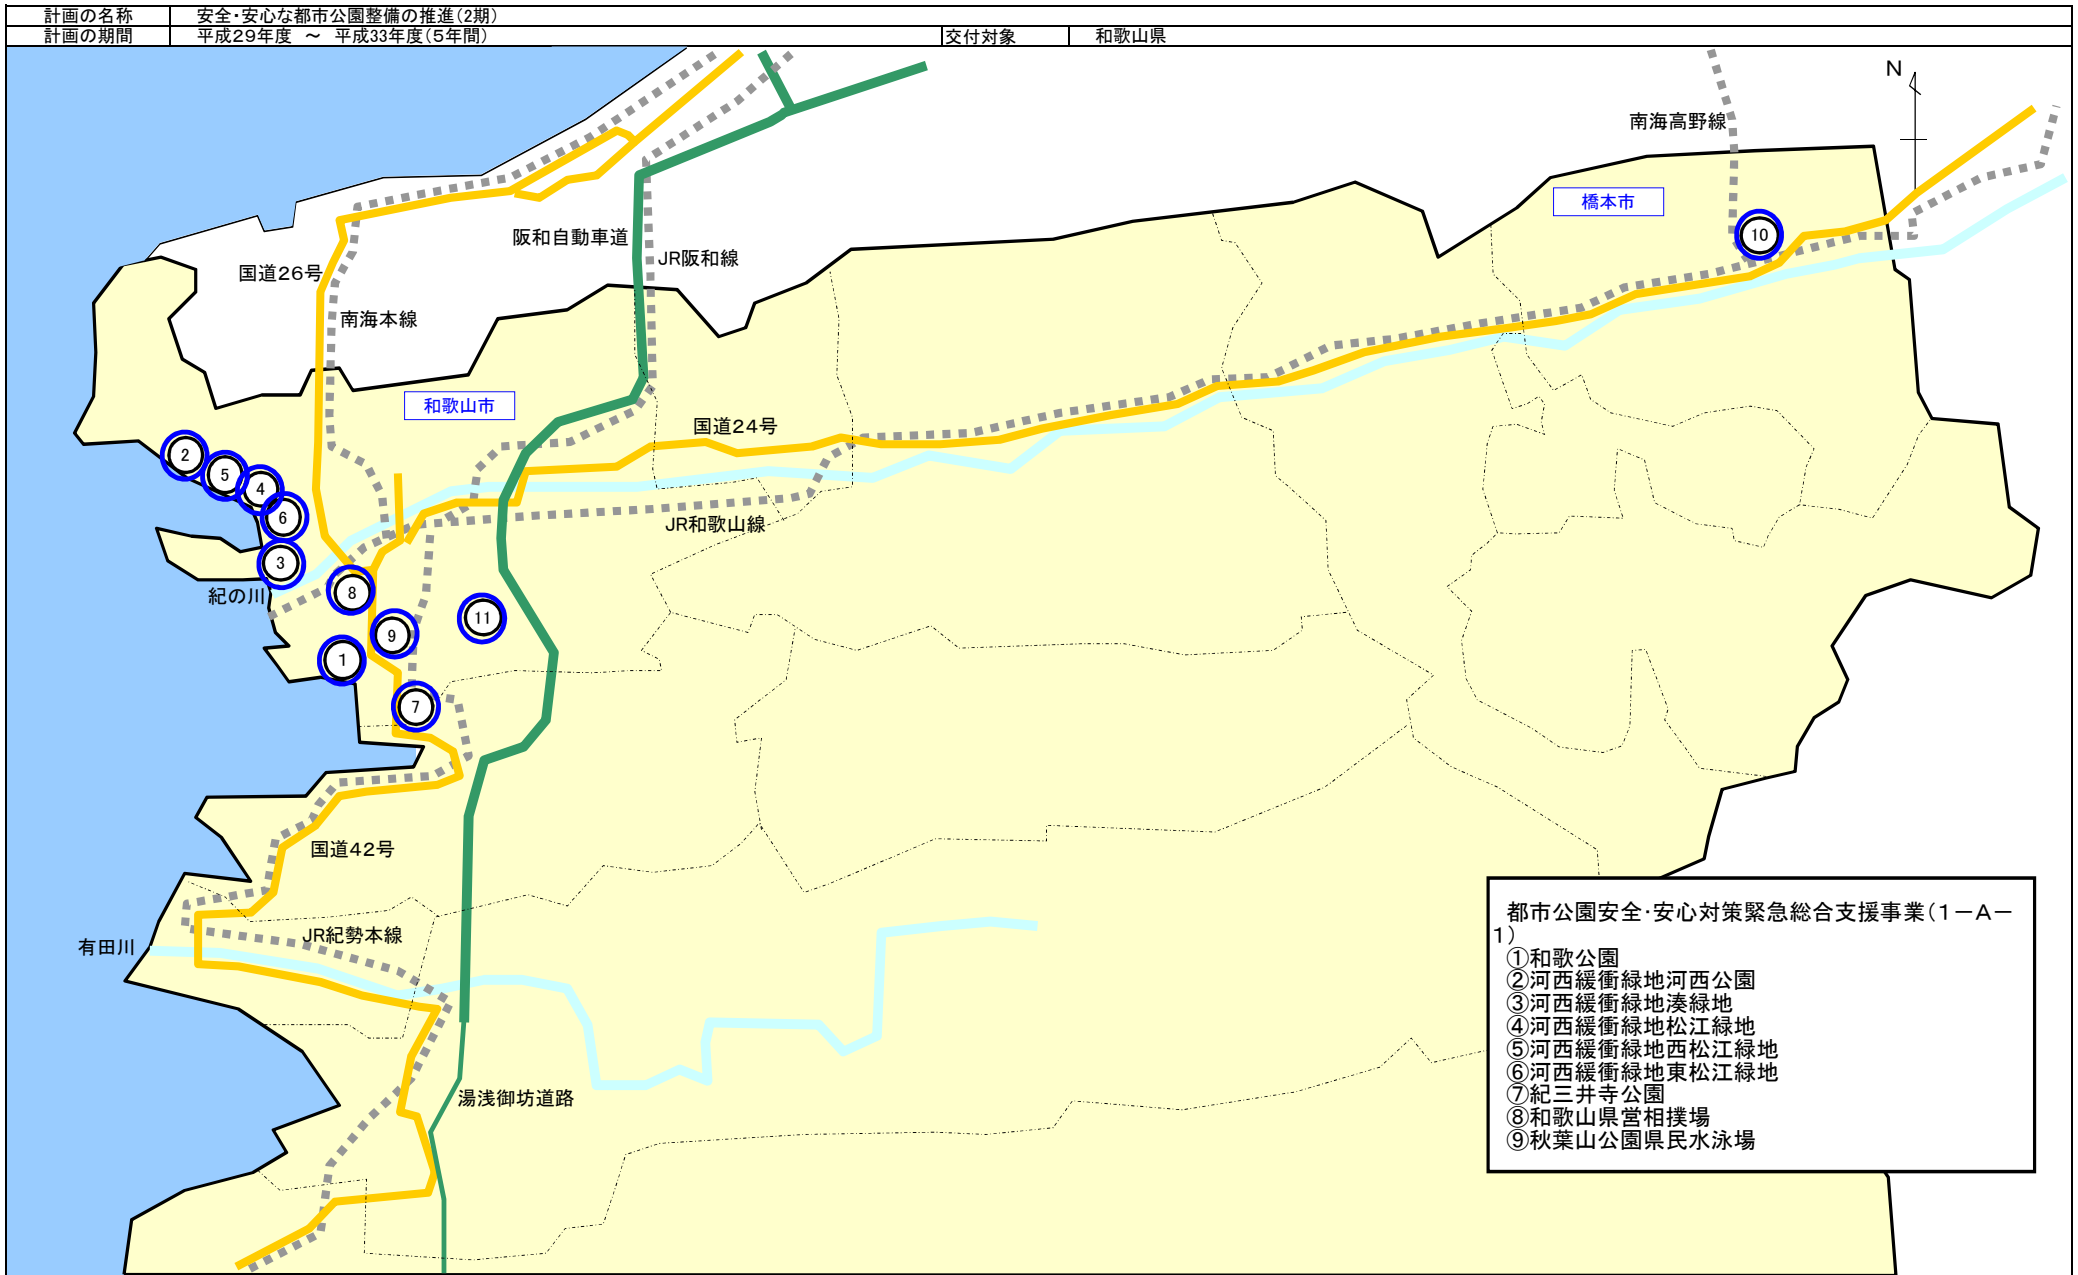 計画の名称 安全・安心な都市公園整備の推進(2期)
計画の期間 平成29年度 ～ 平成33年度(5年間) 交付対象 和歌山県
N
南海高野線
橋本市
10
阪和自動車道
JR阪和線
国道26号
南海本線
和歌山市
国道24号
2
5
4
6
JR和歌山線
3
紀の川
8
11
9
1
7
国道42号
JR紀勢本線
有田川
湯浅御坊道路
都市公園安全・安心対策緊急総合支援事業(1－A－
1)
①和歌公園
②河西緩衝緑地河西公園
③河西緩衝緑地湊緑地
④河西緩衝緑地松江緑地
⑤河西緩衝緑地西松江緑地
⑥河西緩衝緑地東松江緑地
⑦紀三井寺公園
⑧和歌山県営相撲場
⑨秋葉山公園県民水泳場